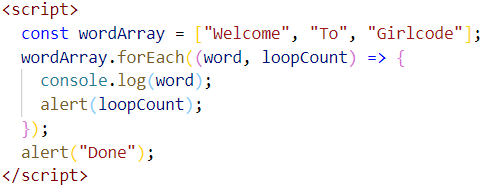 <script>
const wordArray = ["Welcome", "To", "Girlcode"];
wordArray.forEach((word, loopCount) => {
console.log(word);
alert(loopCount);
});
alert("Done");
</script>